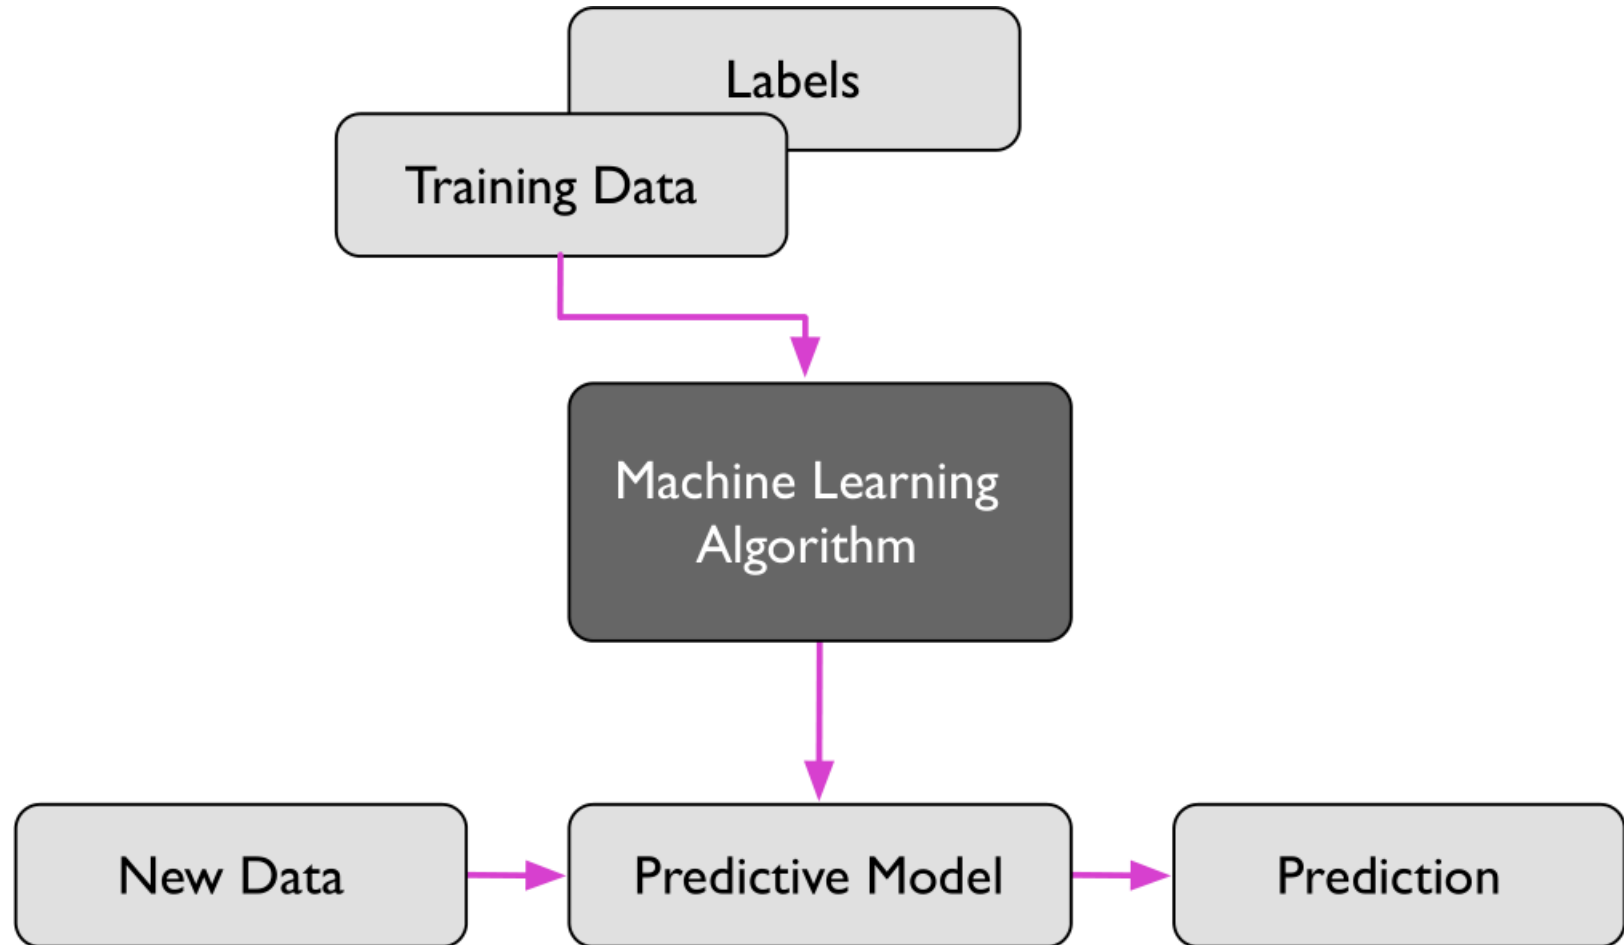 Labels
Training Data
Machine Learning
Algorithm
New Data
Predictive Model
Prediction